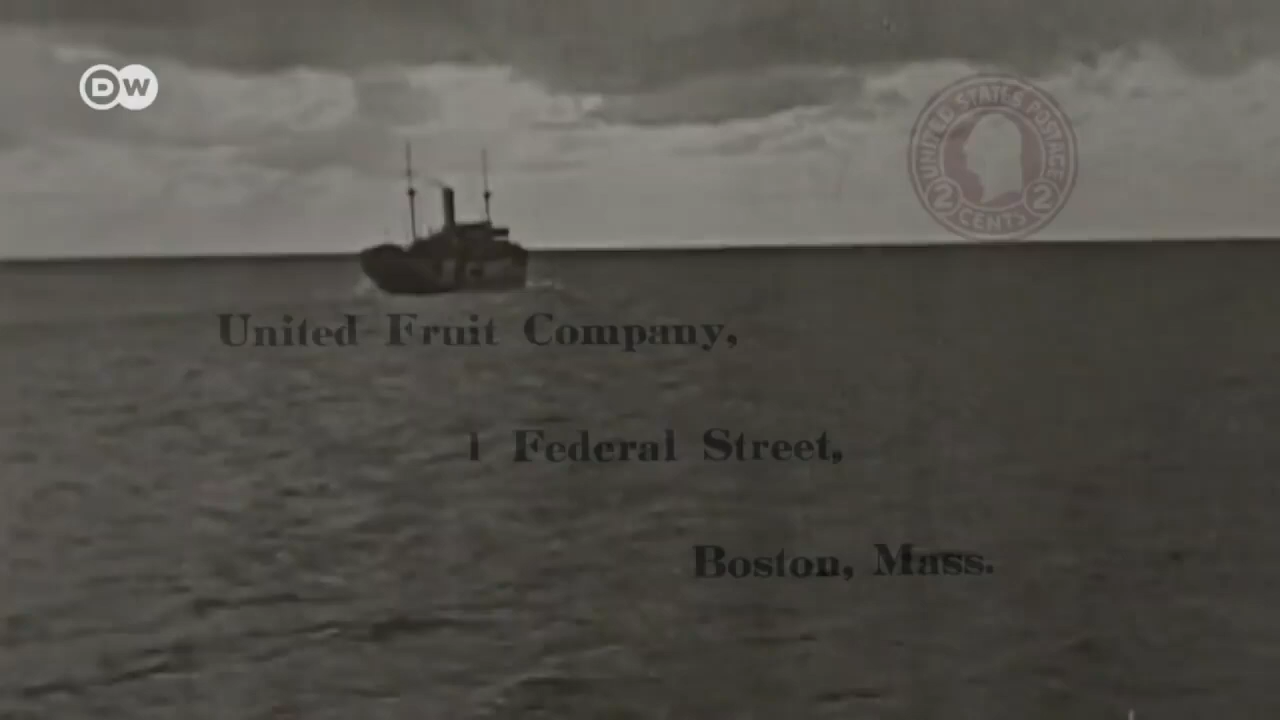 DW
UNITED STATES POSTAGE
2 CENTS 2
United Fruit Company,
1 Federal Street,
Boston, Mass.